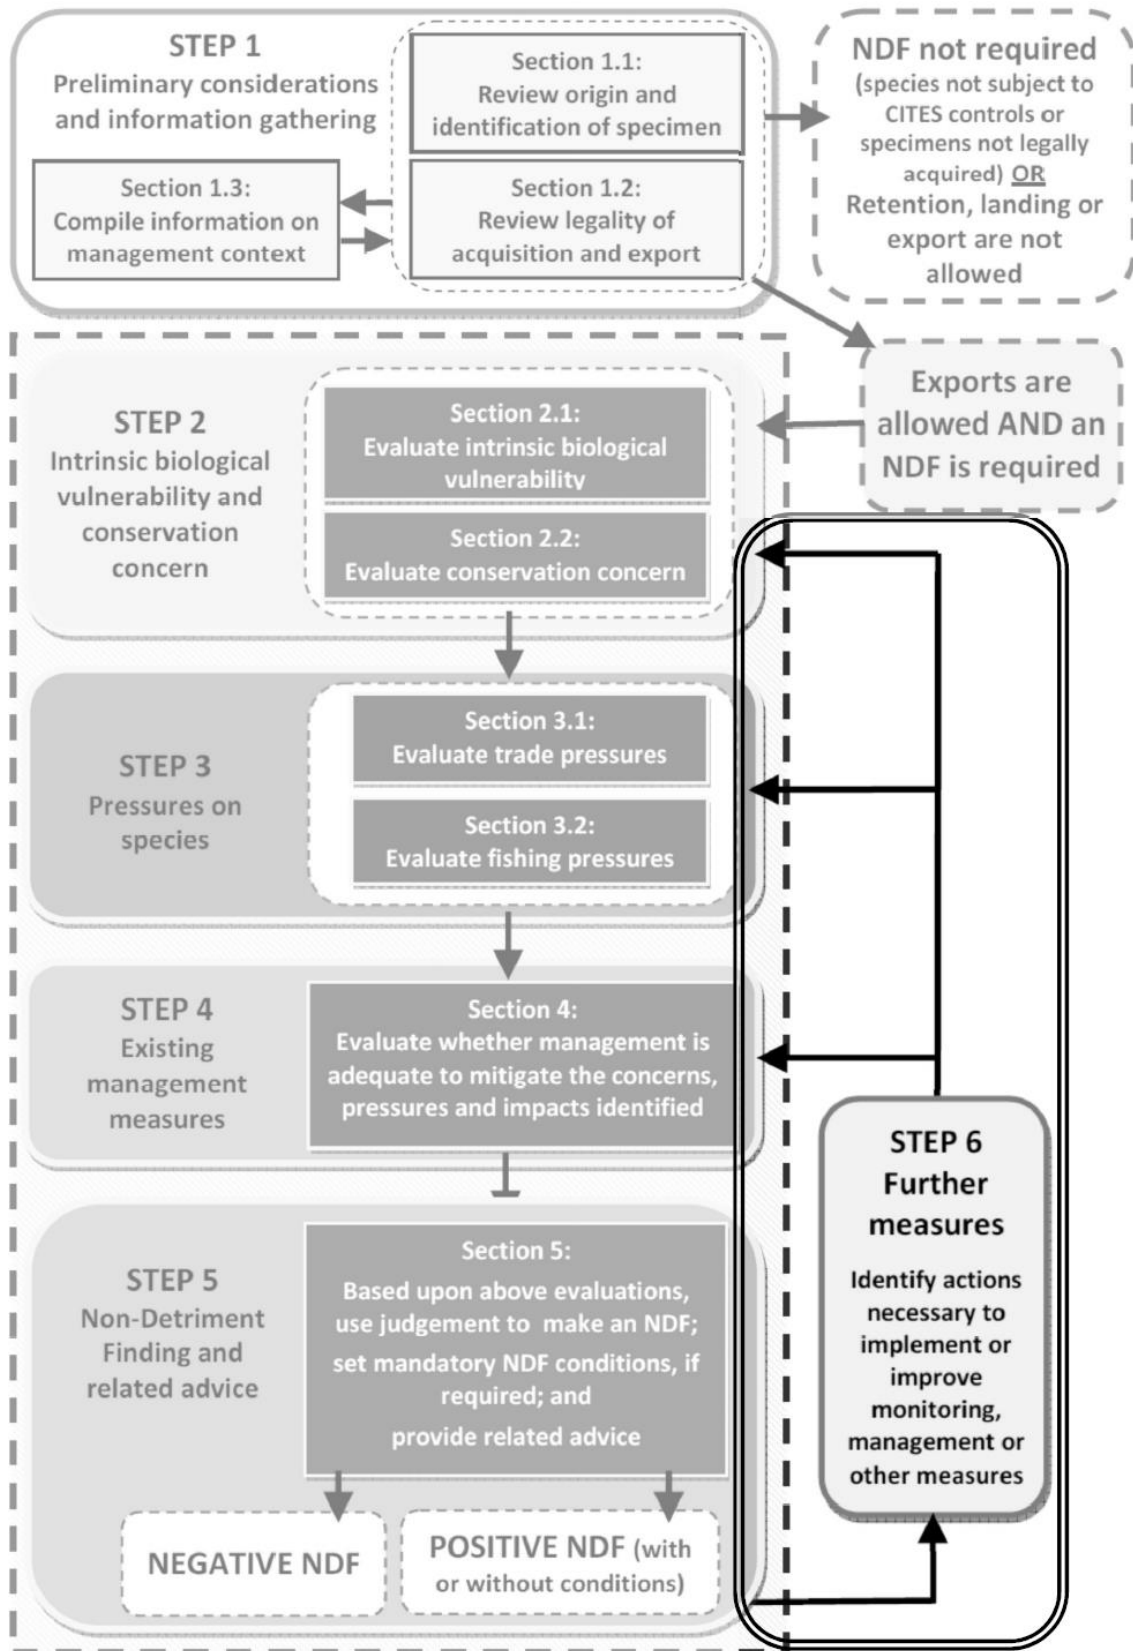 STEP 1
Preliminary considerations
and information gathering
Section 1.1:
Review origin and
identification of specimen
Section 1.2:
Review legality of
acquisition and export
Section 1.3:
Compile information on
management context
NDF not required
(species not subject to
CITES controls or
specimens not legally
acquired) OR
Retention, landing or
export are not
allowed
Exports are
allowed AND an
NDF is required
STEP 2
Intrinsic biological
vulnerability and
conservation
concern
Section 2.1:
Evaluate intrinsic biological
vulnerability
Section 2.2:
Evaluate conservation concern
STEP 3
Pressures on
species
Section 3.1:
Evaluate trade pressures
Section 3.2:
Evaluate fishing pressures
STEP 4
Existing
management
measures
Section 4:
Evaluate whether management is
adequate to mitigate the concerns,
pressures and impacts identified
STEP 5
Non-Detriment
Finding and
related advice
Section 5:
Based upon above evaluations,
use judgement to make an NDF;
set mandatory NDF conditions, if
required; and
provide related advice
NEGATIVE NDF
POSITIVE NDF (with
or without conditions)
STEP 6
Further
measures
Identify actions
necessary to
implement or
improve
monitoring,
management or
other measures